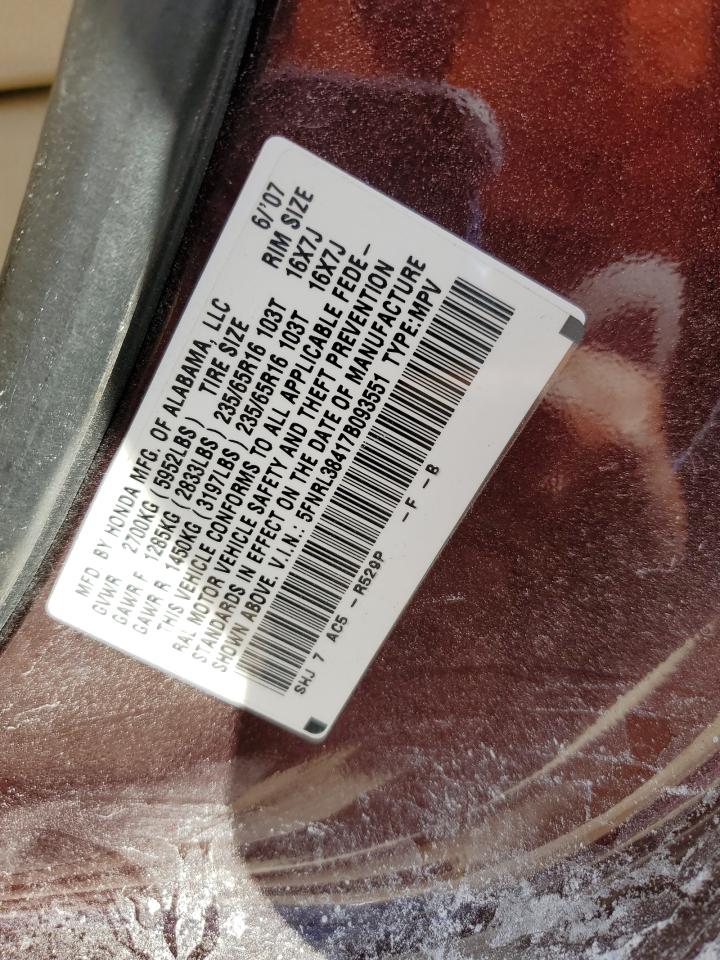 MFD BY HONDA MFG. OF ALABAMA, LLC 6/'07
TIRE SIZE RIM SIZE
GVWR 2700KG (5952LBS)
GAWR F 1285KG (2833LBS) 235/65R16 103T 16X7J
GAWR R 1450KG (3197LBS) 235/65R16 103T 16X7J
THIS VEHICLE CONFORMS TO ALL APPLICABLE FEDE-
RAL MOTOR VEHICLE SAFETY AND THEFT PREVENTION
STANDARDS IN EFFECT ON THE DATE OF MANUFACTURE
SHOWN ABOVE. V.I.N.: 5FNRL38417B093551 TYPE:MPV
SHJ 7 AC5 -R529P -F -B